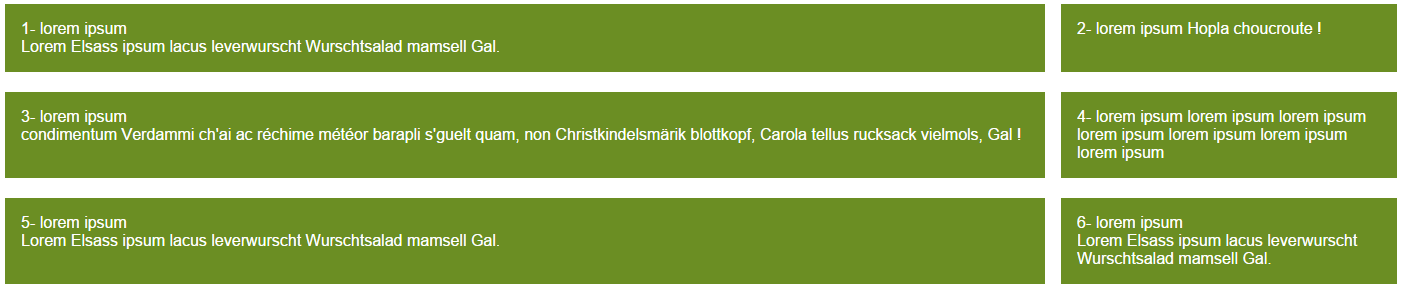 1- lorem ipsum
Lorem Elsass ipsum lacus leverwurscht Wurschtsalad mamsell Gal.
2- lorem ipsum Hopla choucroute !
3- lorem ipsum
condimentum Verdammi ch'ai ac réchime météor barapli s'guelt quam, non Christkindelsmärik blottkopf, Carola tellus rucksack vielmols, Gal !
4- lorem ipsum lorem ipsum lorem ipsum
lorem ipsum lorem ipsum lorem ipsum
lorem ipsum
5- lorem ipsum
Lorem Elsass ipsum lacus leverwurscht Wurschtsalad mamsell Gal.
6- lorem ipsum
Lorem Elsass ipsum lacus leverwurscht
Wurschtsalad mamsell Gal.